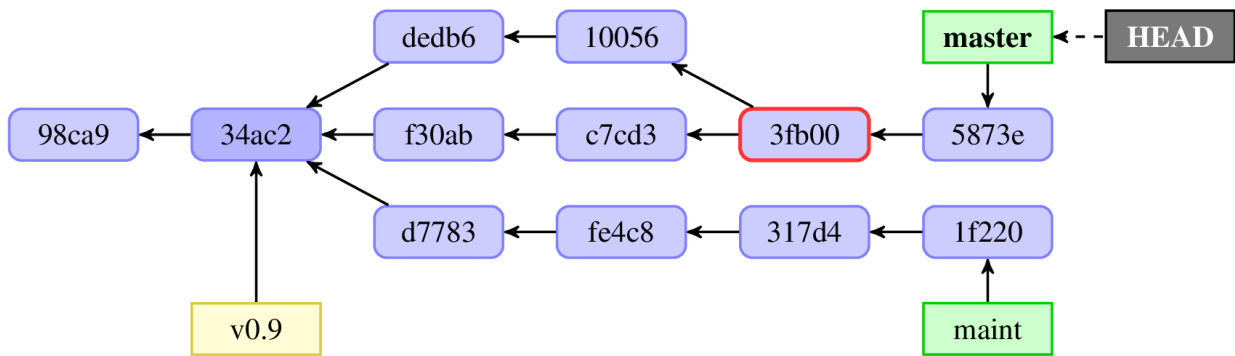 dedb6 10056 master HEAD
98ca9 34ac2 f30ab c7cd3 3fb00 5873e
d7783 fe4c8 317d4 1f220
v0.9 maint